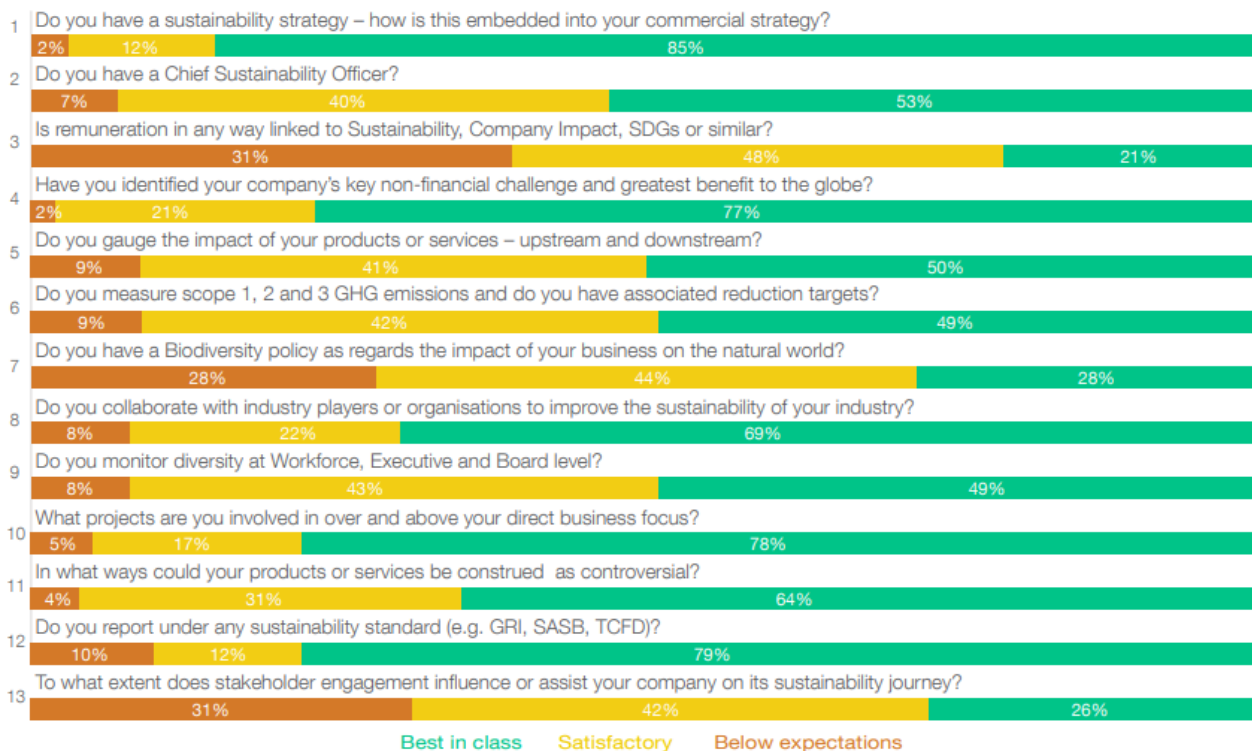 1 Do you have a sustainability strategy – how is this embedded into your commercial strategy?
2% 12% 85%
2 Do you have a Chief Sustainability Officer?
7% 40% 53%
3 Is remuneration in any way linked to Sustainability, Company Impact, SDGs or similar?
31% 48% 21%
4 Have you identified your company's key non-financial challenge and greatest benefit to the globe?
2% 21% 77%
5 Do you gauge the impact of your products or services – upstream and downstream?
9% 41% 50%
6 Do you measure scope 1, 2 and 3 GHG emissions and do you have associated reduction targets?
9% 42% 49%
7 Do you have a Biodiversity policy as regards the impact of your business on the natural world?
28% 44% 28%
8 Do you collaborate with industry players or organisations to improve the sustainability of your industry?
8% 22% 69%
9 Do you monitor diversity at Workforce, Executive and Board level?
8% 43% 49%
10 What projects are you involved in over and above your direct business focus?
5% 17% 78%
11 In what ways could your products or services be construed as controversial?
4% 31% 64%
12 Do you report under any sustainability standard (e.g. GRI, SASB, TCFD)?
10% 12% 79%
13 To what extent does stakeholder engagement influence or assist your company on its sustainability journey?
31% 42% 26%
Best in class Satisfactory Below expectations